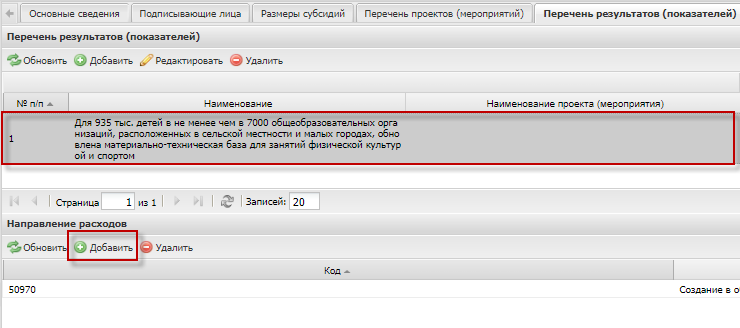 Основные сведения Подписывающие лица Размеры субсидий Перечень проектов (мероприятий) Перечень результатов (показателей)
Перечень результатов (показателей)
Обновить Добавить Редактировать Удалить
№ п/п Наименование Наименование проекта (мероприятия)
1
Для 935 тыс. детей в не менее чем в 7000 общеобразовательных орга
низаций, расположенных в сельской местности и малых городах, обно
влена материально-техническая база для занятий физической культур
ой и спортом
Страница 1 из 1 Записей: 20
Направление расходов
Обновить Добавить Удалить
Код
50970 Создание в о